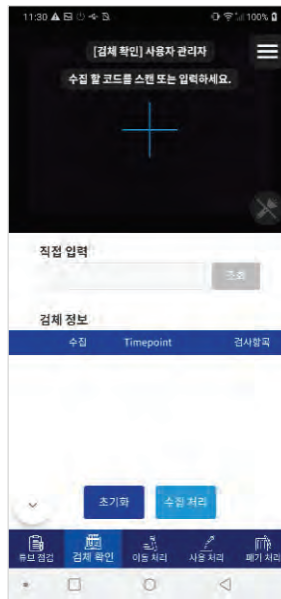 11:30 100%
[검체 확인] 사용자 관리자
수집 할 코드를 스캔 또는 입력하세요.
직접 입력
조회
검체 정보
수집 Timepoint 검사항목
초기화 수집 처리
튜브 점검 검체 확인 이동 처리 사용 처리 폐기 처리